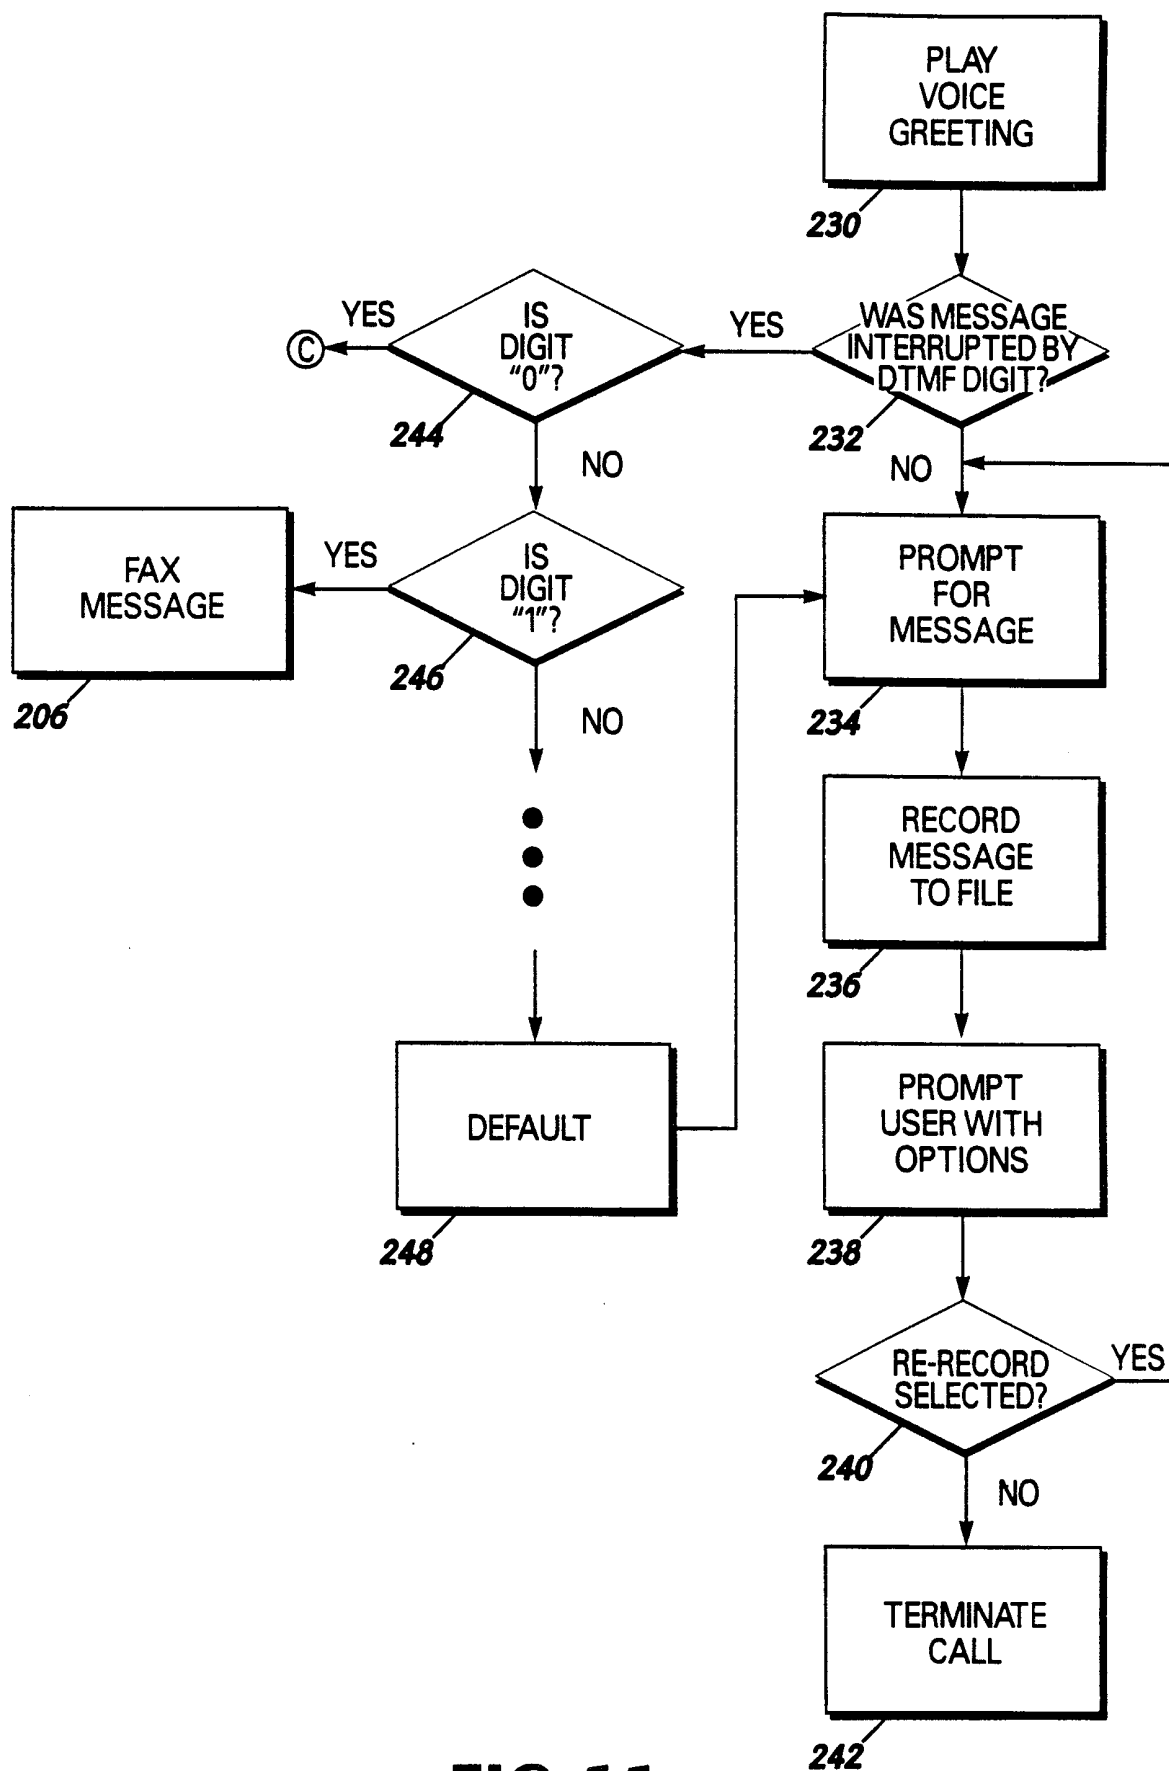 PLAY
VOICE
GREETING
230
WAS MESSAGE
INTERRUPTED BY
DTMF DIGIT?
232
YES
NO
IS
DIGIT
"0"?
244
YES
C
NO
IS
DIGIT
"1"?
246
YES
FAX
MESSAGE
206
NO
DEFAULT
248
PROMPT
FOR
MESSAGE
234
RECORD
MESSAGE
TO FILE
236
PROMPT
USER WITH
OPTIONS
238
RE-RECORD
SELECTED?
240
YES
NO
TERMINATE
CALL
242